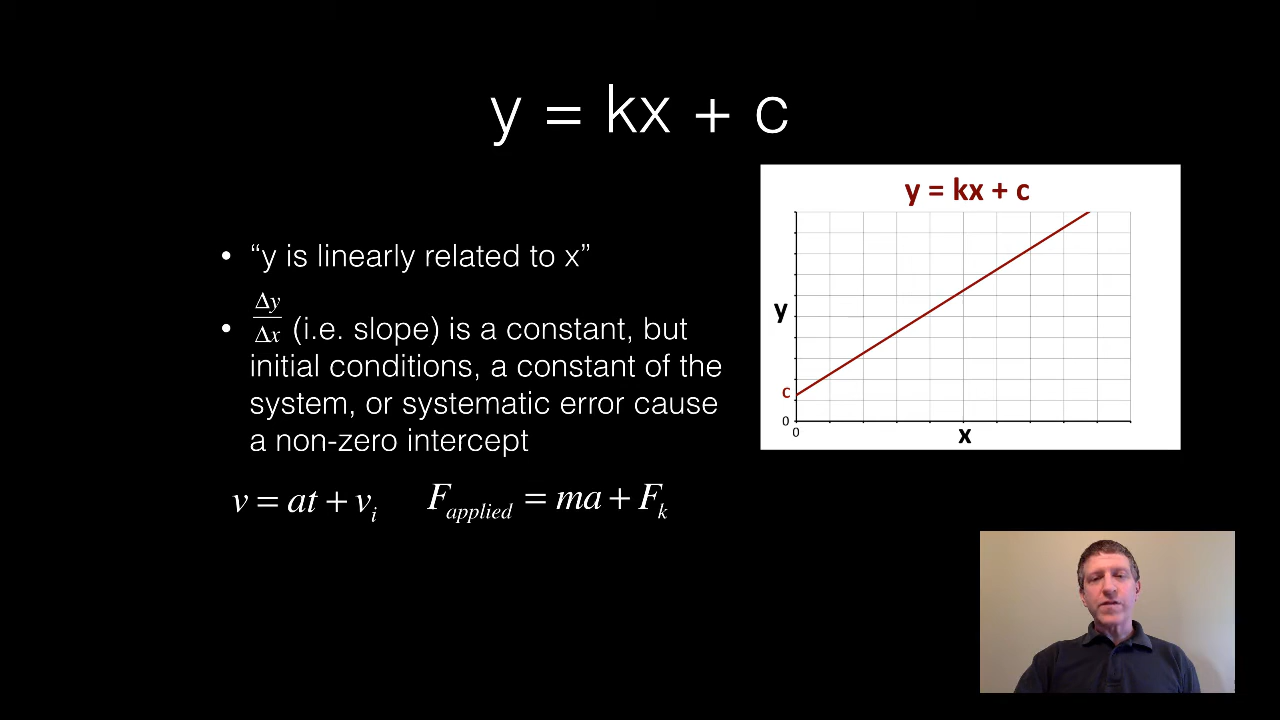 y = kx + c
• “y is linearly related to x”
• Δy/Δx (i.e. slope) is a constant, but
initial conditions, a constant of the
system, or systematic error cause
a non-zero intercept
v = at + vᵢ
F_applied = ma + F_k
y = kx + c
y
c
0
0
x